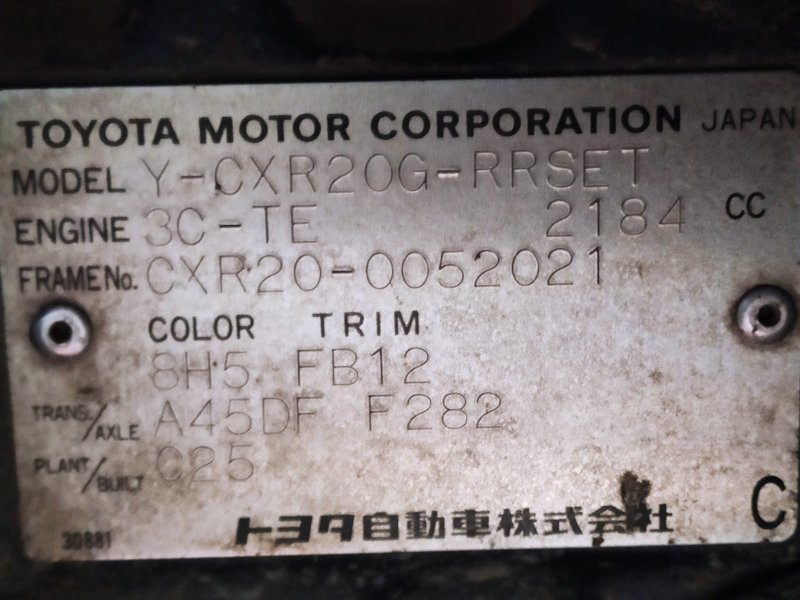 TOYOTA MOTOR CORPORATION JAPAN
MODEL Y-CXR20G-RRSET
ENGINE 3C-TE 2184 CC
FRAME No. CXR20-0052021
COLOR TRIM
8H5 FB12
TRANS./AXLE A45DF F282
PLANT/BUILT C25
30881
トヨタ自動車株式会社
C